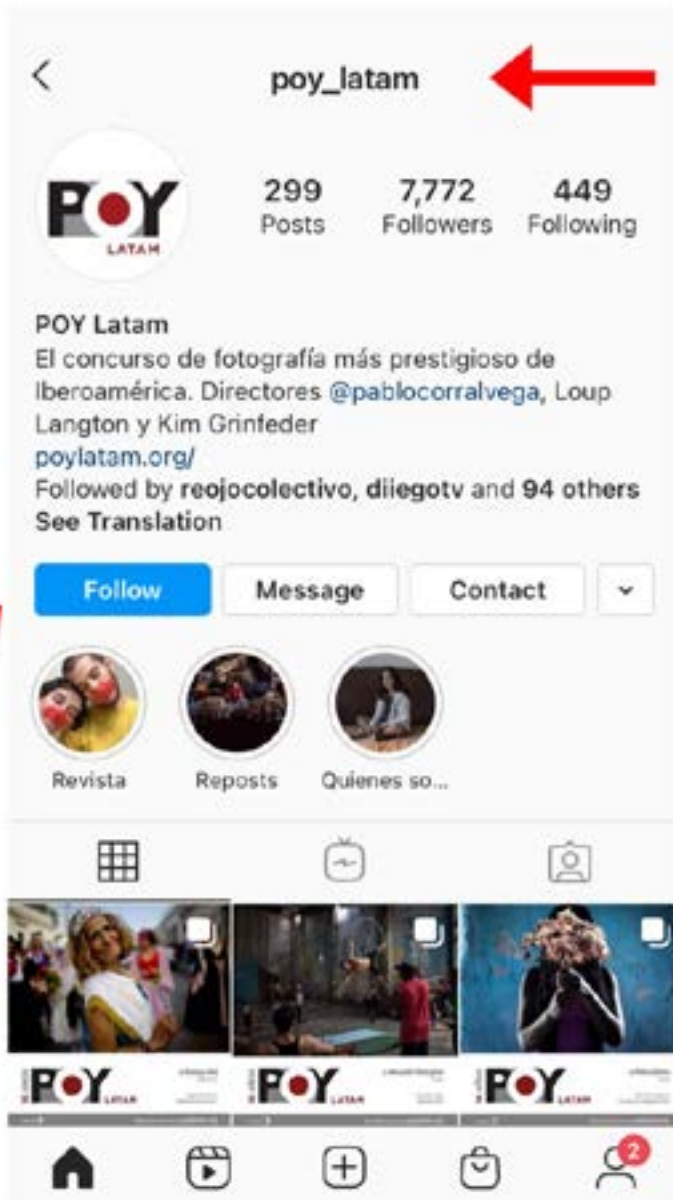 poy_latam
POY
LATAM
299
Posts
7,772
Followers
449
Following
POY Latam
El concurso de fotografía más prestigioso de
Iberoamérica. Directores @pablocorralvega, Loup
Langton y Kim Grinfeder
poylatam.org/
Followed by reojocolectivo, diiegotv and 94 others
See Translation
Follow
Message
Contact
Revista
Reposts
Quienes so...
POY
LATAM
POY
LATAM
POY
LATAM
2